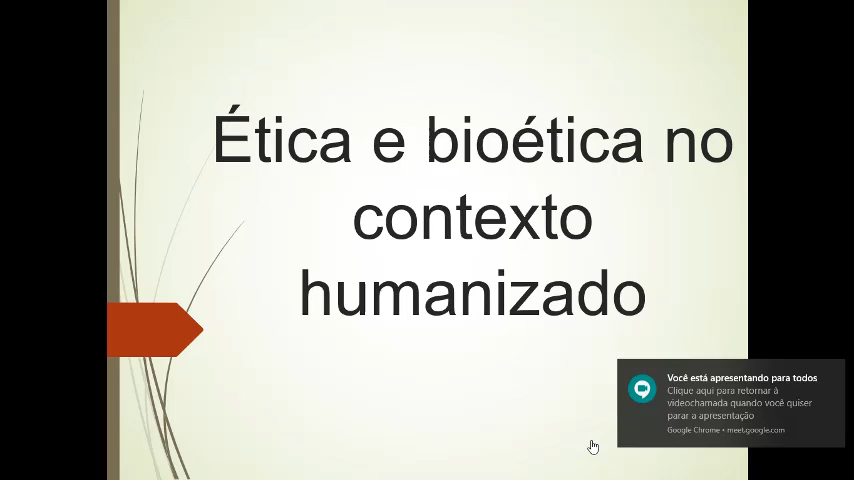 Ética e bioética no
contexto
humanizado
Você está apresentando para todos
Clique aqui para retornar à
videochamada quando você quiser
parar a apresentação
Google Chrome • meet.google.com